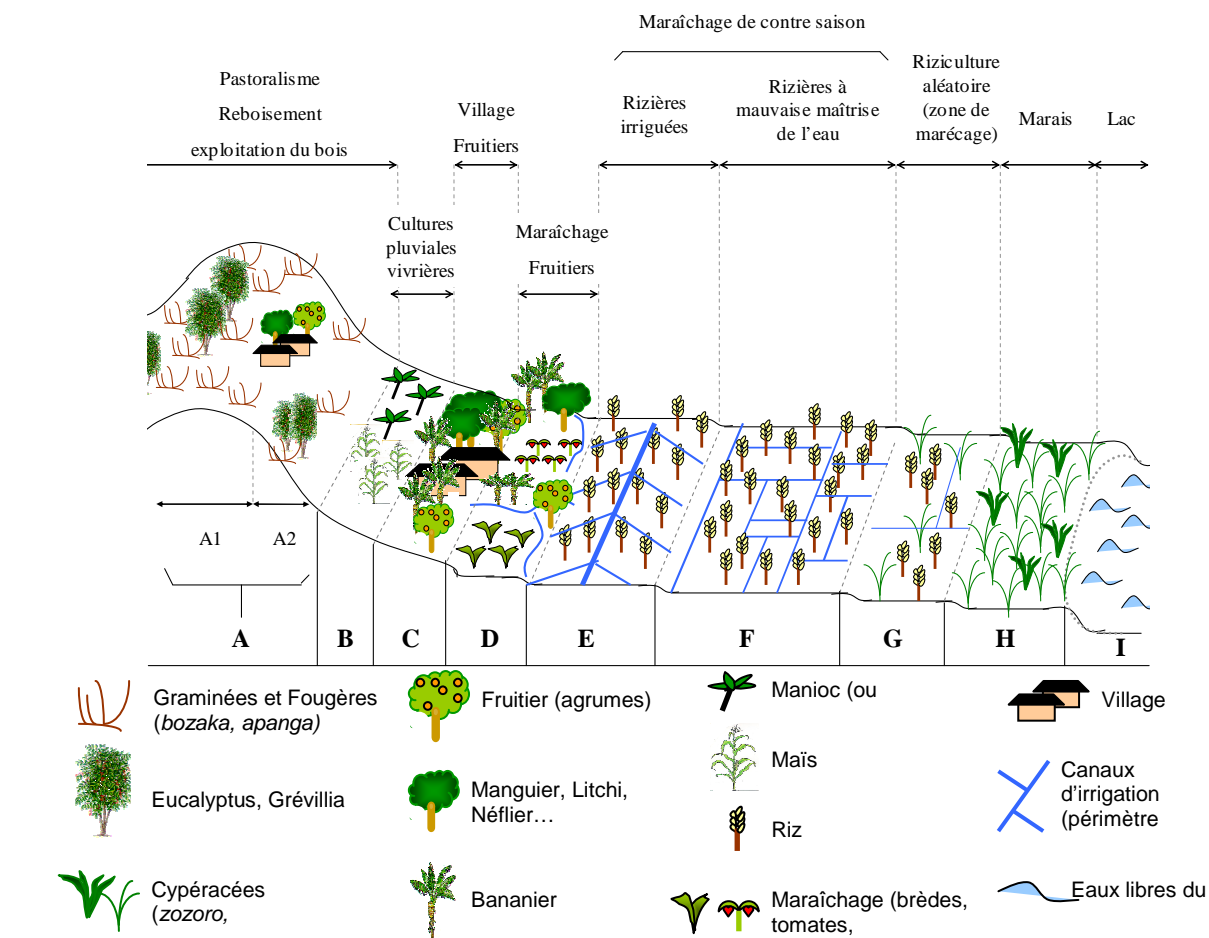 Maraîchage de contre saison
Pastoralisme
Reboisement
exploitation du bois
Village
Fruitiers
Rizières
irriguées
Rizières à
mauvaise maîtrise
de l'eau
Riziculture
aléatoire
(zone de
marécage)
Marais
Lac
Cultures
pluviales
vivrières
Maraîchage
Fruitiers
A1
A2
A
B
C
D
E
F
G
H
I
Graminées et Fougères
(bozaka, apanga)
Eucalyptus, Grévillia
Cypéracées
(zozoro,
Fruitier (agrumes)
Manguier, Litchi,
Néflier…
Bananier
Manioc (ou
Maïs
Riz
Maraîchage (brèdes,
tomates,
Village
Canaux
d'irrigation
(périmètre
Eaux libres du